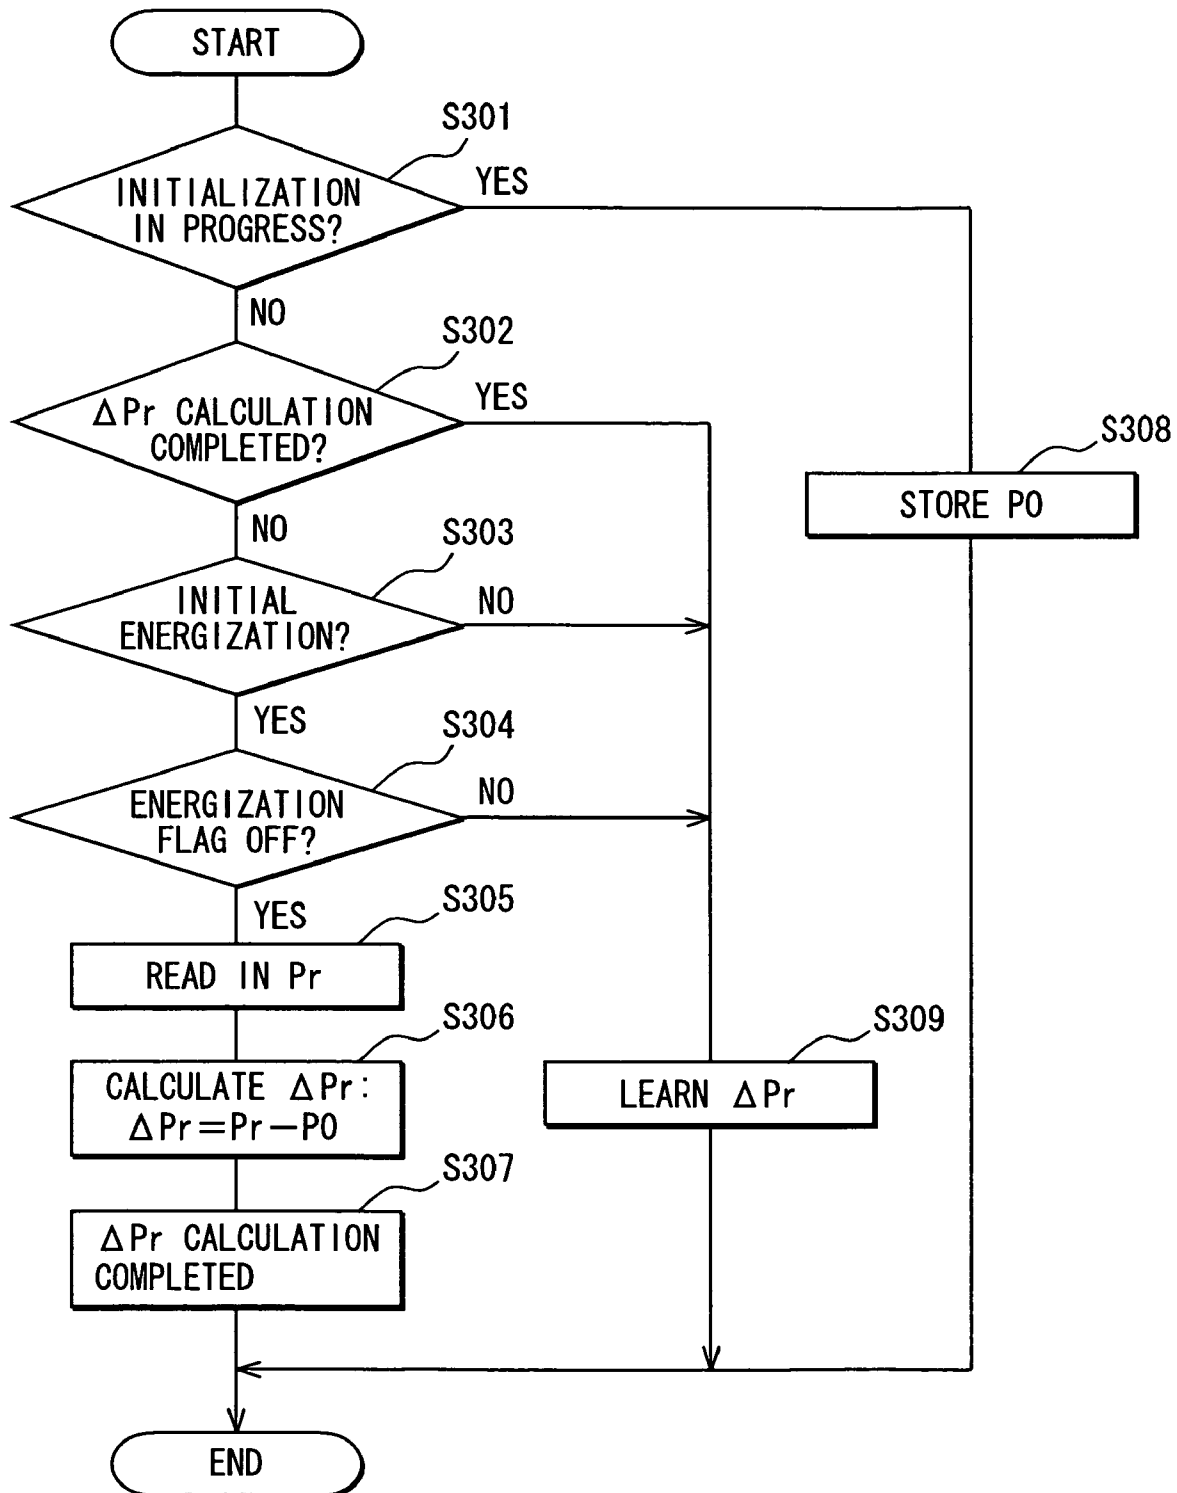 START
S301
INITIALIZATION
IN PROGRESS?
YES
NO
S302
ΔPr CALCULATION
COMPLETED?
YES
S308
STORE P0
NO
S303
INITIAL
ENERGIZATION?
NO
YES
S304
ENERGIZATION
FLAG OFF?
NO
YES
S305
READ IN Pr
S306
CALCULATE ΔPr:
ΔPr=Pr-P0
S309
LEARN ΔPr
S307
ΔPr CALCULATION
COMPLETED
END